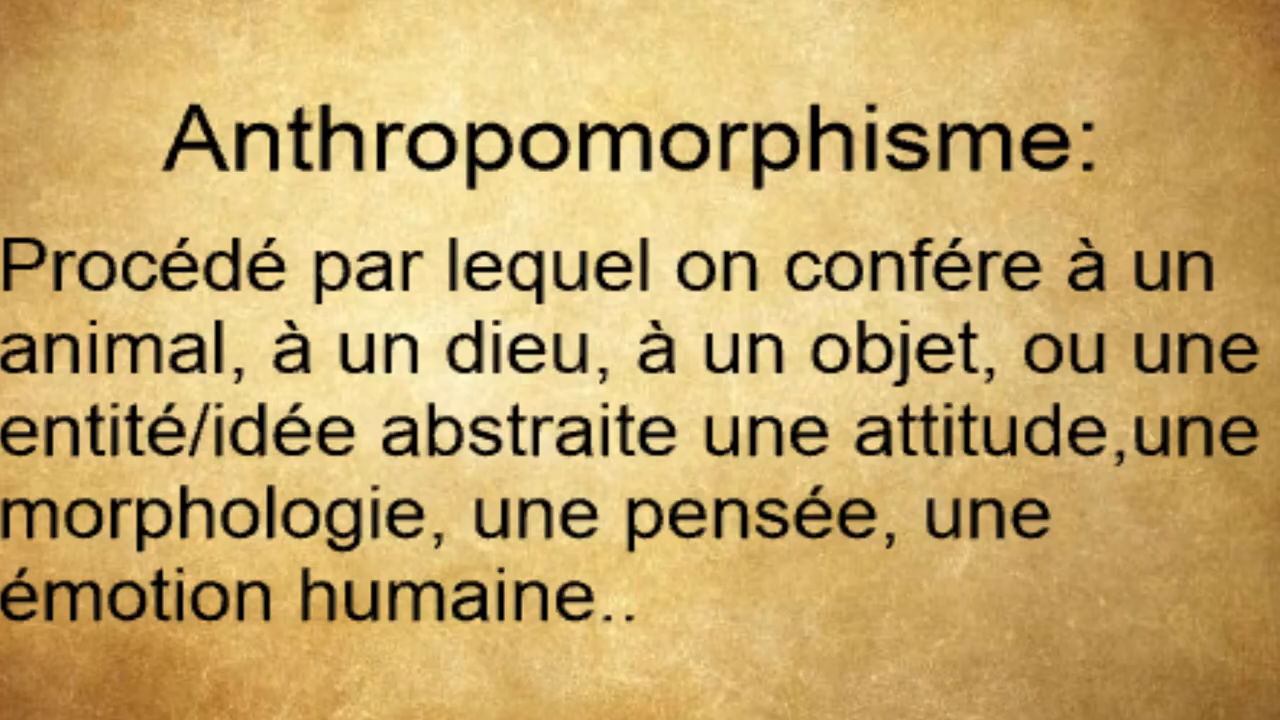 Anthropomorphisme:
Procédé par lequel on confére à un
animal, à un dieu, à un objet, ou une
entité/idée abstraite une attitude,une
morphologie, une pensée, une
émotion humaine..